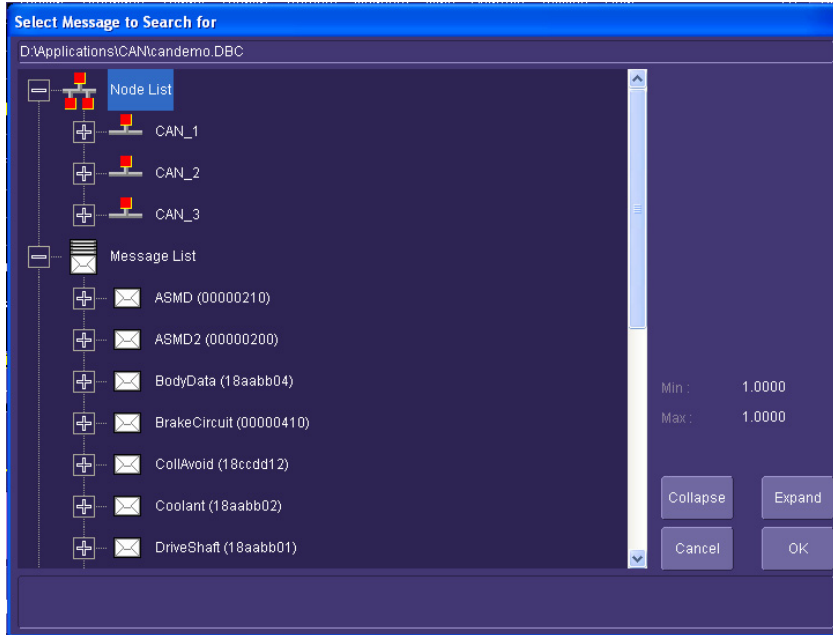 Select Message to Search for
D:\Applications\CAN\candemo.DBC
Node List
CAN_1
CAN_2
CAN_3
Message List
ASMD (00000210)
ASMD2 (00000200)
BodyData (18aabb04)
BrakeCircuit (00000410)
CollAvoid (18ccdd12)
Coolant (18aabb02)
DriveShaft (18aabb01)
Min : 1.0000
Max : 1.0000
Collapse Expand
Cancel OK